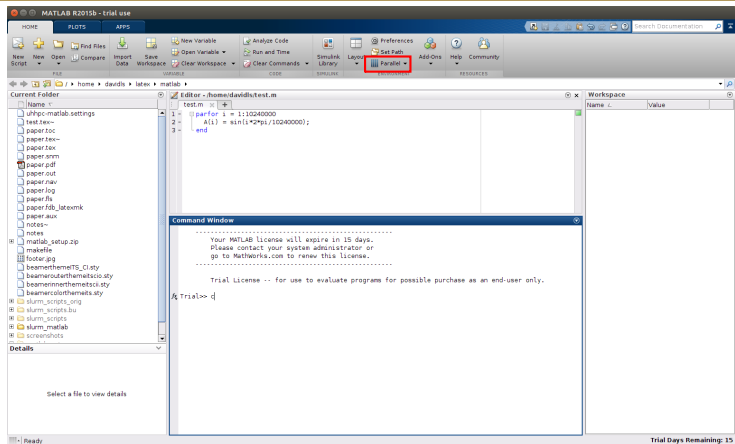 MATLAB R2015b - trial use
HOME PLOTS APPS
Search Documentation
New Script
New
Open
Find Files
Compare
Import Data
Save Workspace
New Variable
Open Variable
Clear Workspace
Analyze Code
Run and Time
Clear Commands
Simulink Library
Layout
Preferences
Set Path
Parallel
Add-Ons
Help
Community
FILE VARIABLE CODE SIMULINK ENVIRONMENT RESOURCES
/ home davidls latex matlab
Current Folder
Name
uhhpc-matlab.settings
test.tex~
paper.toc
paper.tex~
paper.tex
paper.snm
paper.pdf
paper.out
paper.nav
paper.log
paper.fls
paper.fdb_latexmk
paper.aux
notes~
notes
matlab_setup.zip
makefile
footer.jpg
beamerthemeITS_CI.sty
beamerouterthemeitscio.sty
beamerinnerthemeitscii.sty
beamercolorthemeits.sty
slurm_scripts_orig
slurm_scripts.bu
slurm_scripts
slurm_matlab
screenshots
Details
Select a file to view details
Editor - /home/davidls/test.m
test.m
1 - parfor i = 1:10240000
2 - A(i) = sin(i*2*pi/10240000);
3 - end
Command Window
----------------------------------------------------
Your MATLAB license will expire in 15 days.
Please contact your system administrator or
go to MathWorks.com to renew this license.
----------------------------------------------------
Trial License -- for use to evaluate programs for possible purchase as an end-user only.
fx Trial>> c
Workspace
Name Value
Ready
Trial Days Remaining: 15